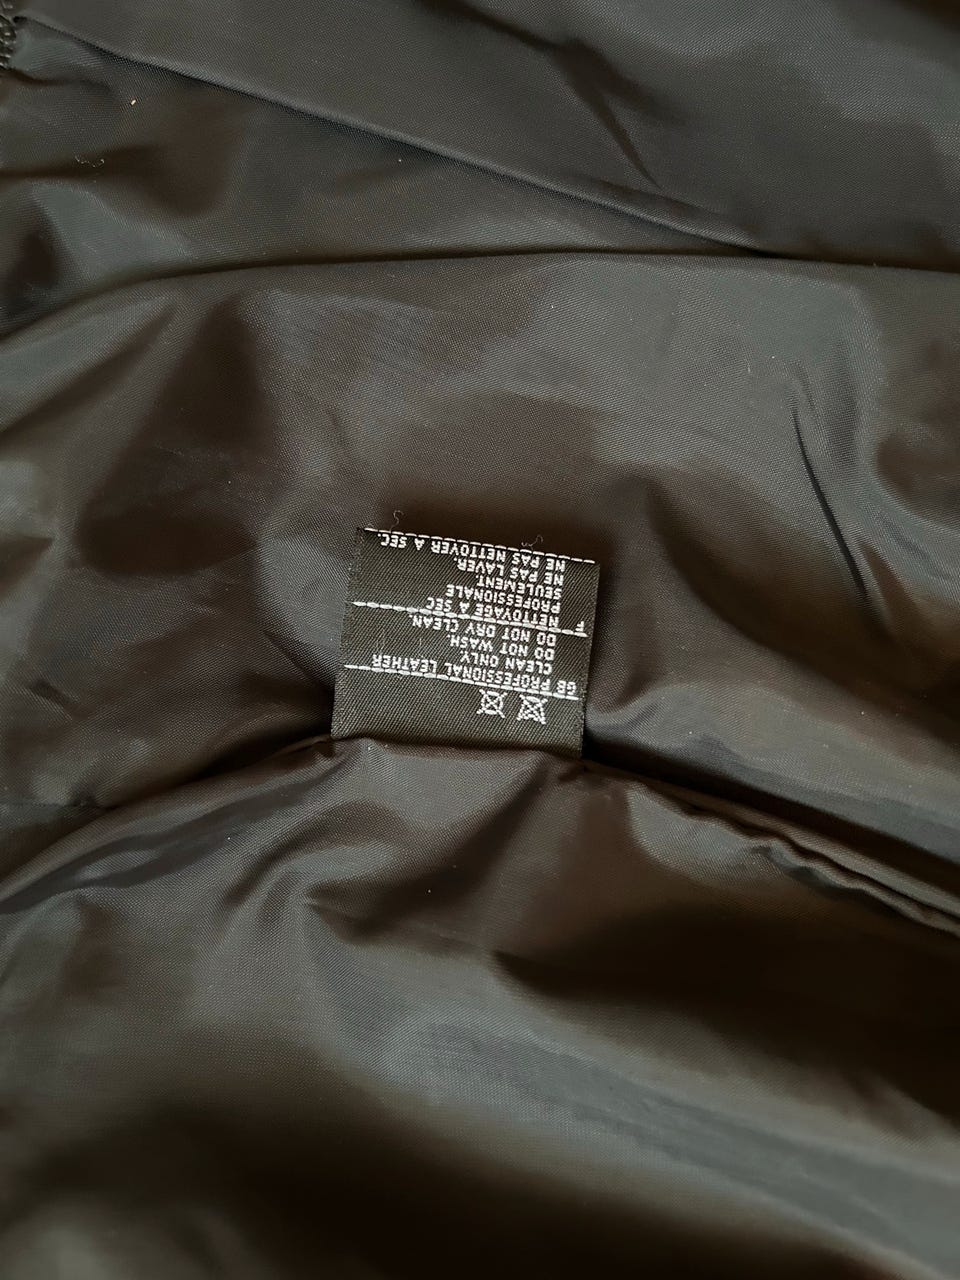 GB PROFESSIONAL LEATHER
CLEAN ONLY.
DO NOT WASH.
DO NOT DRY CLEAN.
F NETTOYAGE A SEC
PROFESSIONALE
SEULEMENT.
NE PAS LAVER.
NE PAS NETTOYER A SEC.